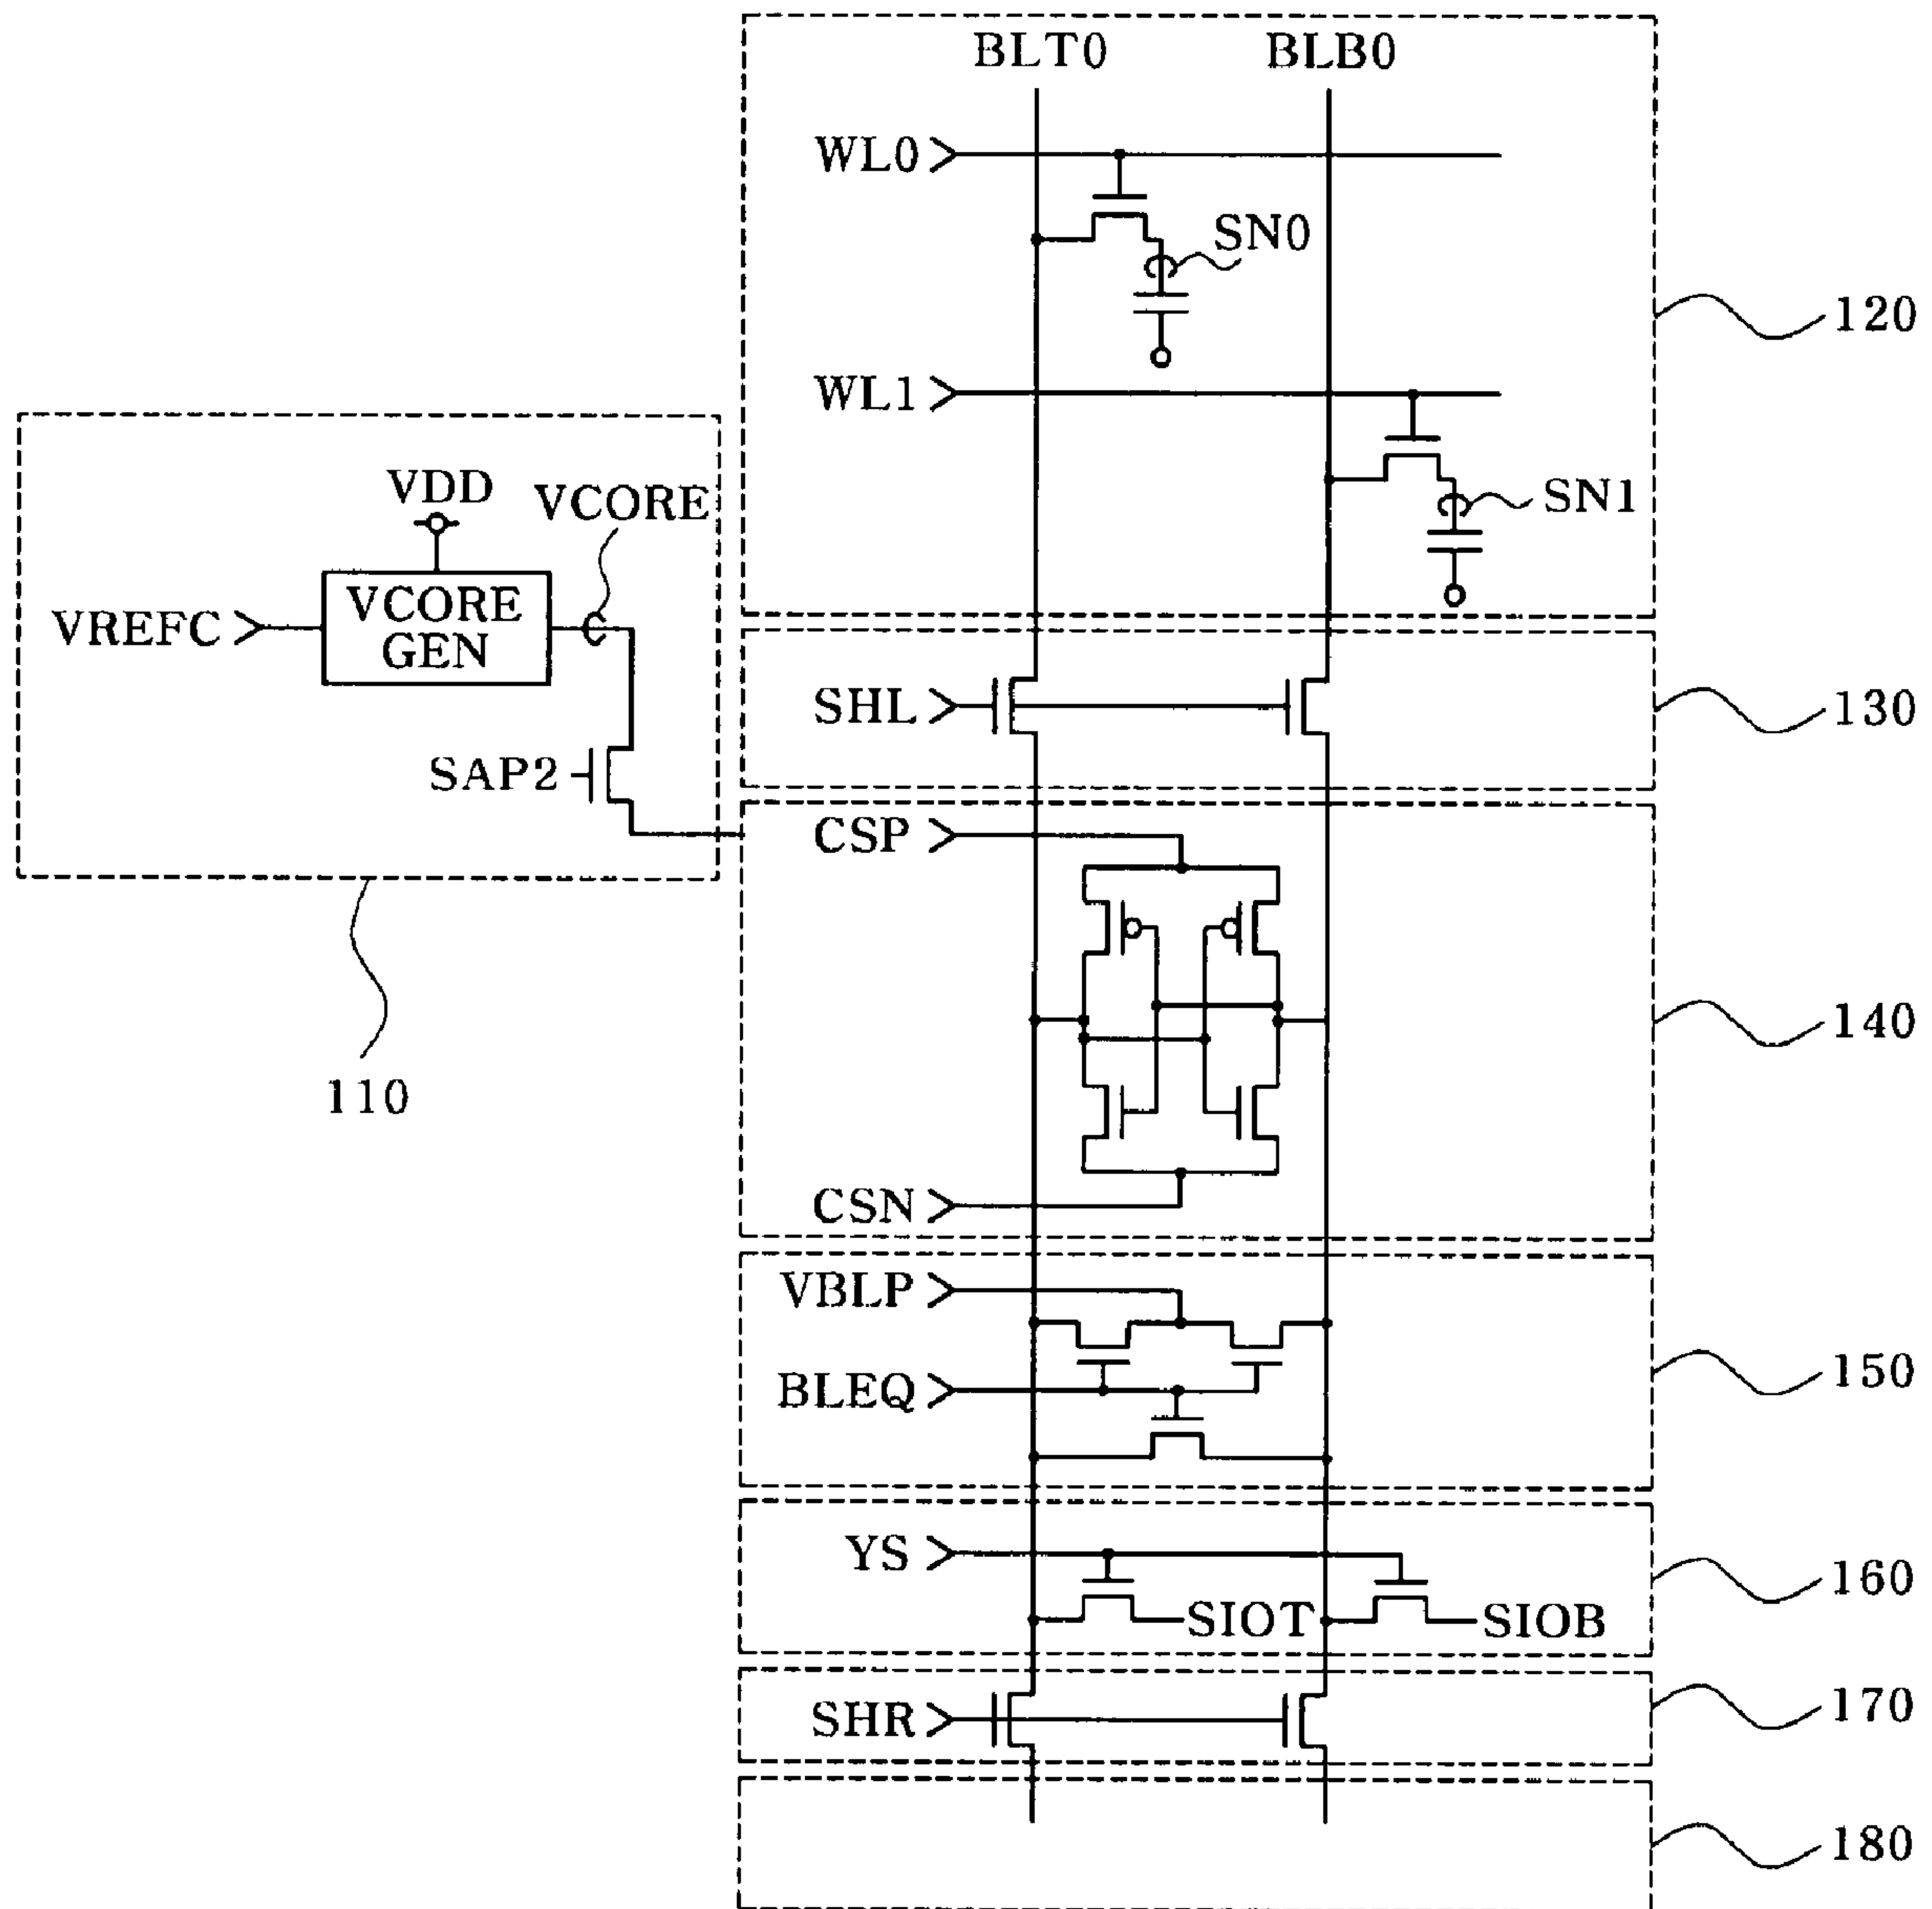 BLT0 BLB0
WL0
SN0
120
WL1
VDD VCORE
SN1
VREFC VCORE GEN
SHL
130
SAP2
CSP
140
110
CSN
VBLP
BLEQ
150
YS
SIOT SIOB
160
SHR
170
180